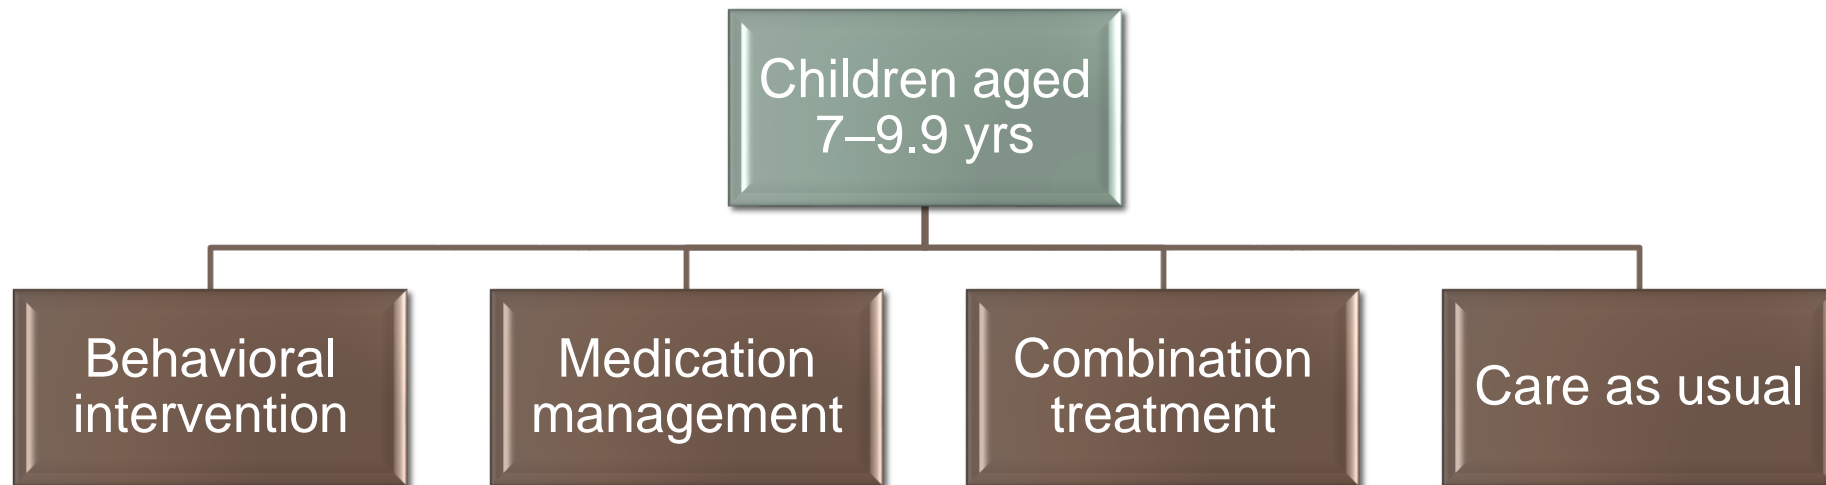 Children aged
7–9.9 yrs
Behavioral
intervention
Medication
management
Combination
treatment
Care as usual